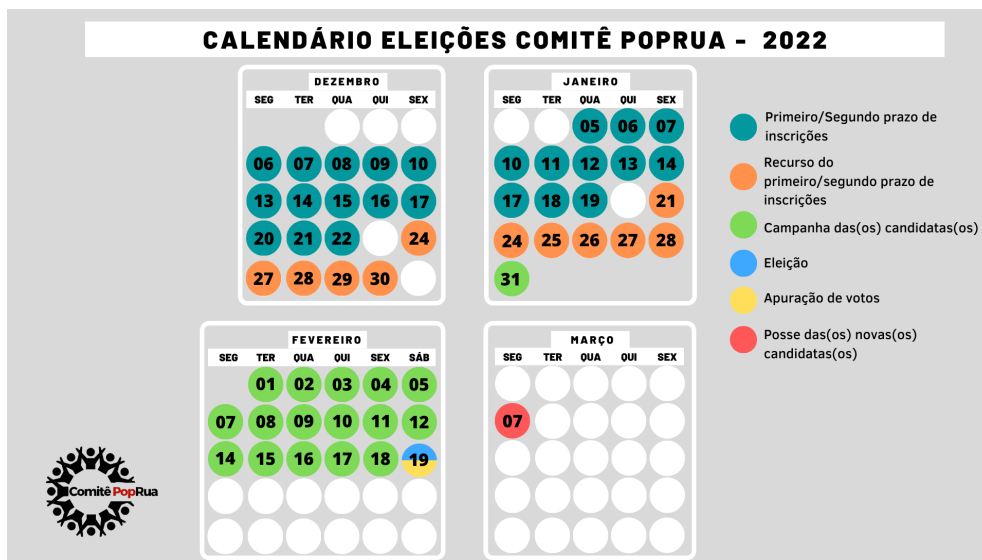 CALENDÁRIO ELEIÇÕES COMITÊ POPRUA - 2022
DEZEMBRO
SEG TER QUA QUI SEX
06 07 08 09 10
13 14 15 16 17
20 21 22 24
27 28 29 30
JANEIRO
SEG TER QUA QUI SEX
05 06 07
10 11 12 13 14
17 18 19 21
24 25 26 27 28
31
Primeiro/Segundo prazo de
inscrições
Recurso do
primeiro/segundo prazo de
inscrições
Campanha das(os) candidatas(os)
Eleição
Apuração de votos
Posse das(os) novas(os)
candidatas(os)
FEVEREIRO
SEG TER QUA QUI SEX SÁB
01 02 03 04 05
07 08 09 10 11 12
14 15 16 17 18 19
MARÇO
SEG TER QUA QUI SEX
07
Comitê PopRua